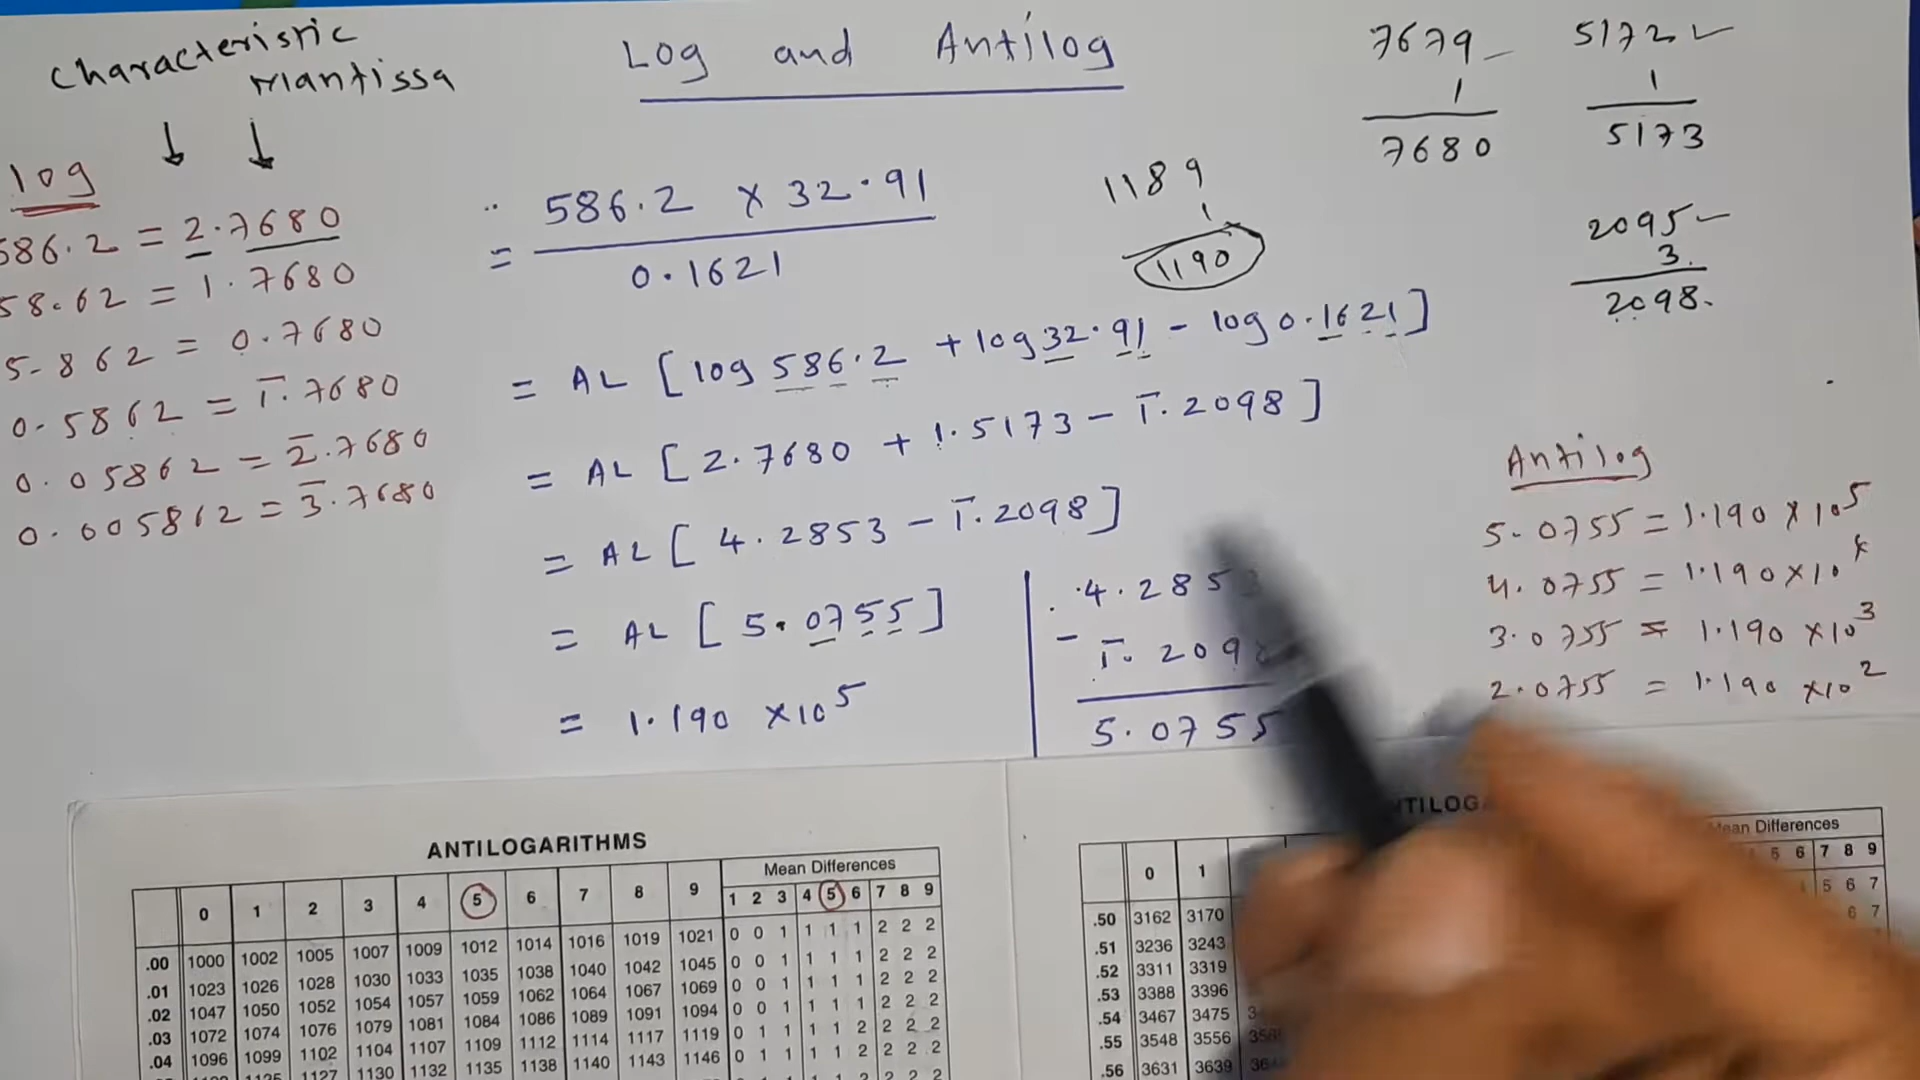 Characteristic
Mantissa
Log and Antilog
7679
1
7680
5172
1
5173
2095
3.
2098.
1189
1
1190
log
586.2 = 2.7680
58.62 = 1.7680
5.862 = 0.7680
0.5862 = 1̅.7680
0.05862 = 2̅.7680
0.005862 = 3̅.7680
= 586.2 × 32.91
0.1621
= AL [log 586.2 + log 32.91 - log 0.1621]
= AL [2.7680 + 1.5173 - 1̅.2098]
= AL [4.2853 - 1̅.2098]
= AL [5.0755]
= 1.190 ×10⁵
4.285
- 1̅.209
5.0755
Antilog
5.0755 = 1.190 × 10⁵
4.0755 = 1.190×10⁴
3.0755 = 1.190 ×10³
2.0755 = 1.190 ×10²
ANTILOGARITHMS
Mean Differences
0 1 2 3 4 5 6 7 8 9 1 2 3 4 5 6 7 8 9
.00 1000 1002 1005 1007 1009 1012 1014 1016 1019 1021 0 0 1 1 1 1 2 2 2
.01 1023 1026 1028 1030 1033 1035 1038 1040 1042 1045 0 0 1 1 1 1 2 2 2
.02 1047 1050 1052 1054 1057 1059 1062 1064 1067 1069 0 0 1 1 1 1 2 2 2
.03 1072 1074 1076 1079 1081 1084 1086 1089 1091 1094 0 0 1 1 1 1 2 2 2
.04 1096 1099 1102 1104 1107 1109 1112 1114 1117 1119 0 1 1 1 1 2 2 2 2
1127 1130 1132 1135 1138 1140 1143 1146 0 1 1 1 1 2 2 2 2
Mean Differences
0 1 5 6 7 8 9
.50 3162 3170 5 6 7
.51 3236 3243 6 7
.52 3311 3319
.53 3388 3396
.54 3467 3475
.55 3548 3556
.56 3631 3639